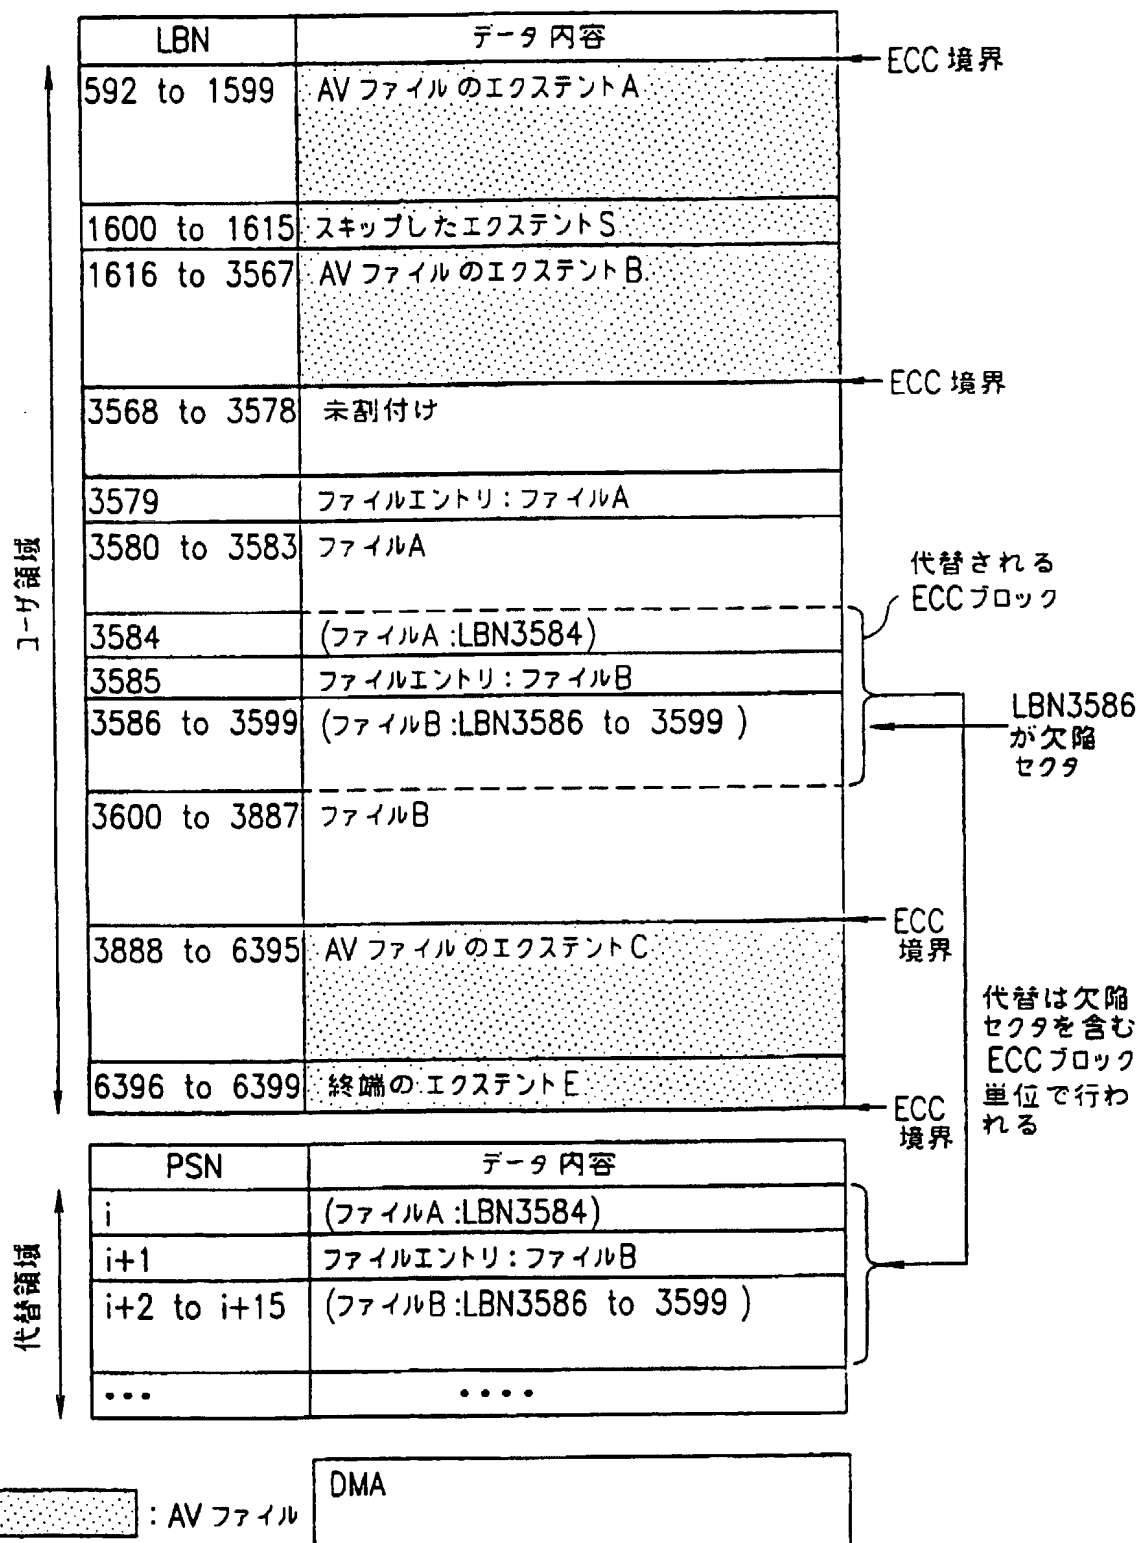 LBN データ内容
ECC 境界
592 to 1599 AVファイルのエクステントA
1600 to 1615 スキップしたエクステントS
1616 to 3567 AVファイルのエクステントB
ECC 境界
3568 to 3578 未割付け
3579 ファイルエントリ:ファイルA
3580 to 3583 ファイルA
代替される
ECCブロック
3584 (ファイルA:LBN3584)
3585 ファイルエントリ:ファイルB
3586 to 3599 (ファイルB:LBN3586 to 3599 )
LBN3586
が欠陥
セクタ
3600 to 3887 ファイルB
ECC
境界
3888 to 6395 AVファイルのエクステントC
代替は欠陥
セクタを含む
ECCブロック
単位で行わ
れる
6396 to 6399 終端のエクステントE
ECC
境界
ユーザ領域
PSN データ内容
i (ファイルA:LBN3584)
i+1 ファイルエントリ:ファイルB
i+2 to i+15 (ファイルB:LBN3586 to 3599 )
... ....
代替領域
DMA
:AVファイル